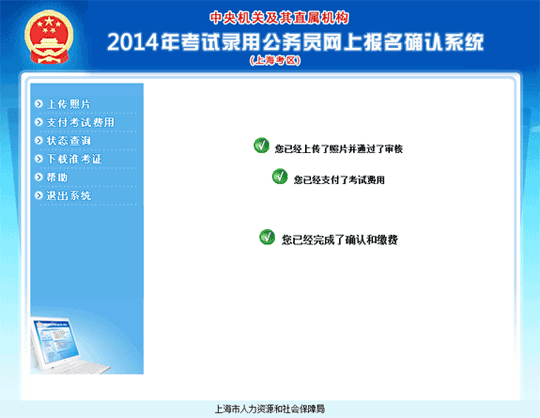 中央机关及其直属机构
2014年考试录用公务员网上报名确认系统
(上海考区)
上传照片
支付考试费用
状态查询
下载准考证
帮助
退出系统
您已经上传了照片并通过了审核
您已经支付了考试费用
您已经完成了确认和缴费
上海市人力资源和社会保障局